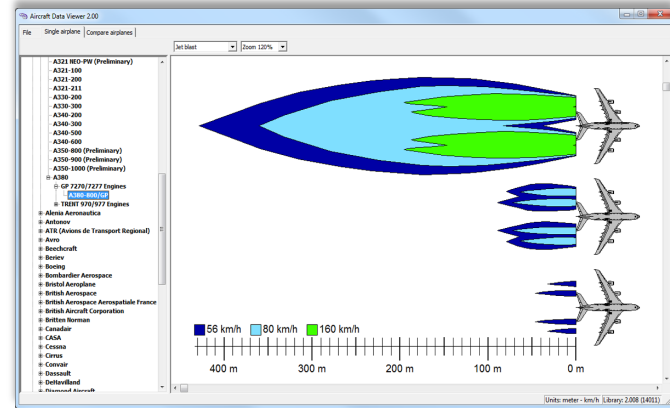 Aircraft Data Viewer 2.00
File Single airplane Compare airplanes
Jet blast Zoom 120%
A321 NEO-PW (Preliminary)
A321-100
A321-200
A321-211
A330-200
A330-300
A340-200
A340-300
A340-500
A340-600
A350-800 (Preliminary)
A350-900 (Preliminary)
A350-1000 (Preliminary)
A380
GP 7270/7277 Engines
A380-800/GP
TRENT 970/977 Engines
Alenia Aeronautica
Antonov
ATR (Avions de Transport Regional)
Avro
Beechcraft
Beriev
Boeing
Bombardier Aerospace
Bristol Aeroplane
British Aerospace
British Aerospace Aerospatiale France
British Aircraft Corporation
Britten Norman
Canadair
CASA
Cessna
Cirrus
Convair
Dassault
DeHavilland
Diamond Aircraft
56 km/h 80 km/h 160 km/h
400 m 300 m 200 m 100 m 0 m
Units: meter - km/h Library: 2.008 (14011)